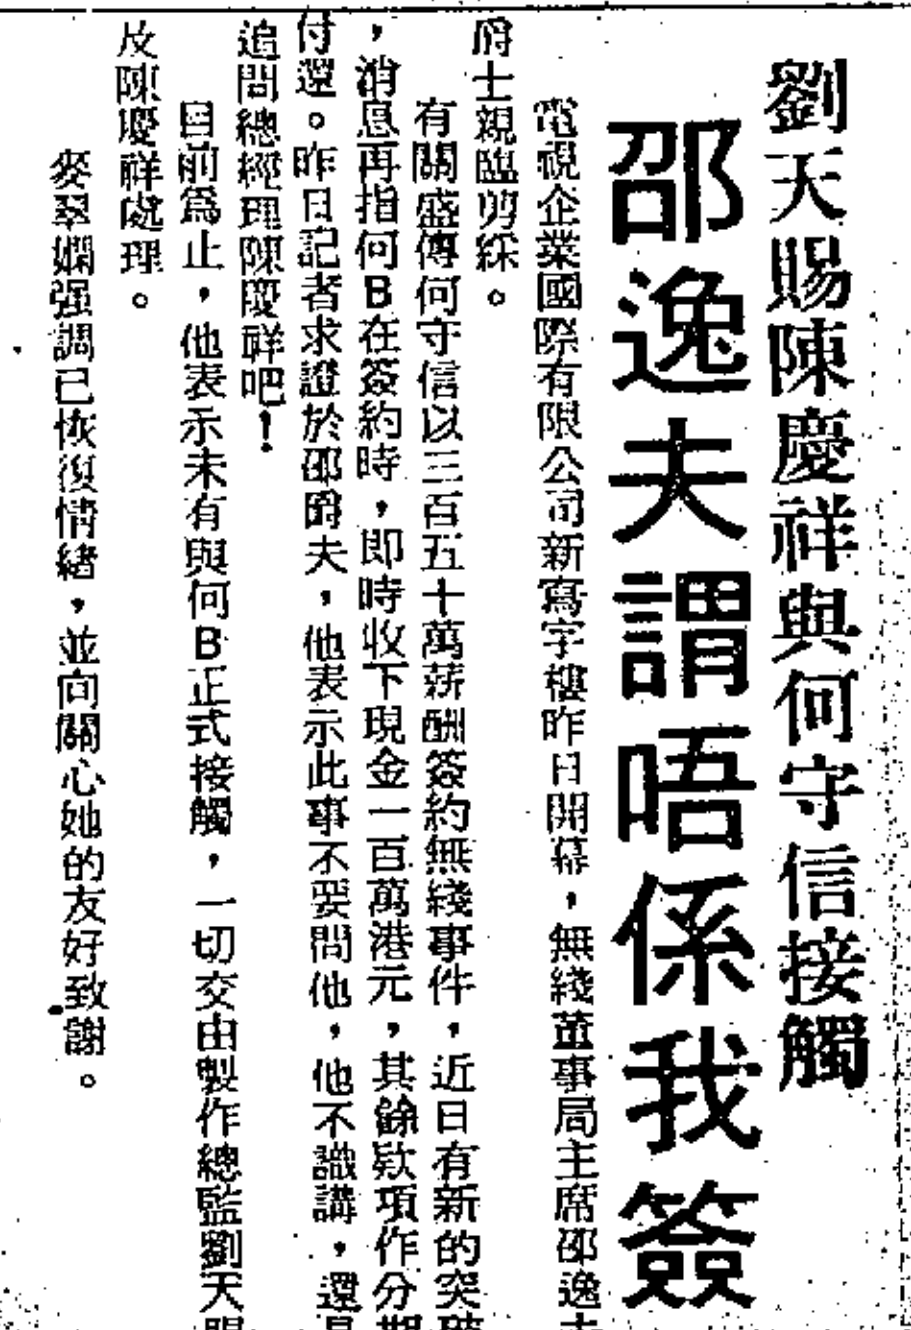 劉天賜陳慶祥與何守信接觸
邵逸夫謂唔係我簽
電視企業國際有限公司新寫字樓昨日開幕，無綫董事局主席邵逸夫
爵士親臨剪綵。
有關盛傳何守信以三百五十萬薪酬簽約無綫事件，近日有新的突破
，消息再指何B在簽約時，即時收下現金一百萬港元，其餘欵項作分期
付還。昨日記者求證於邵爵夫，他表示此事不要問他，他不識講，還是
追問總經理陳慶祥吧！
目前爲止，他表示未有與何B正式接觸，一切交由製作總監劉天賜
及陳慶祥處理。
麥翠嫻强調已恢復情緒，並向關心她的友好致謝。